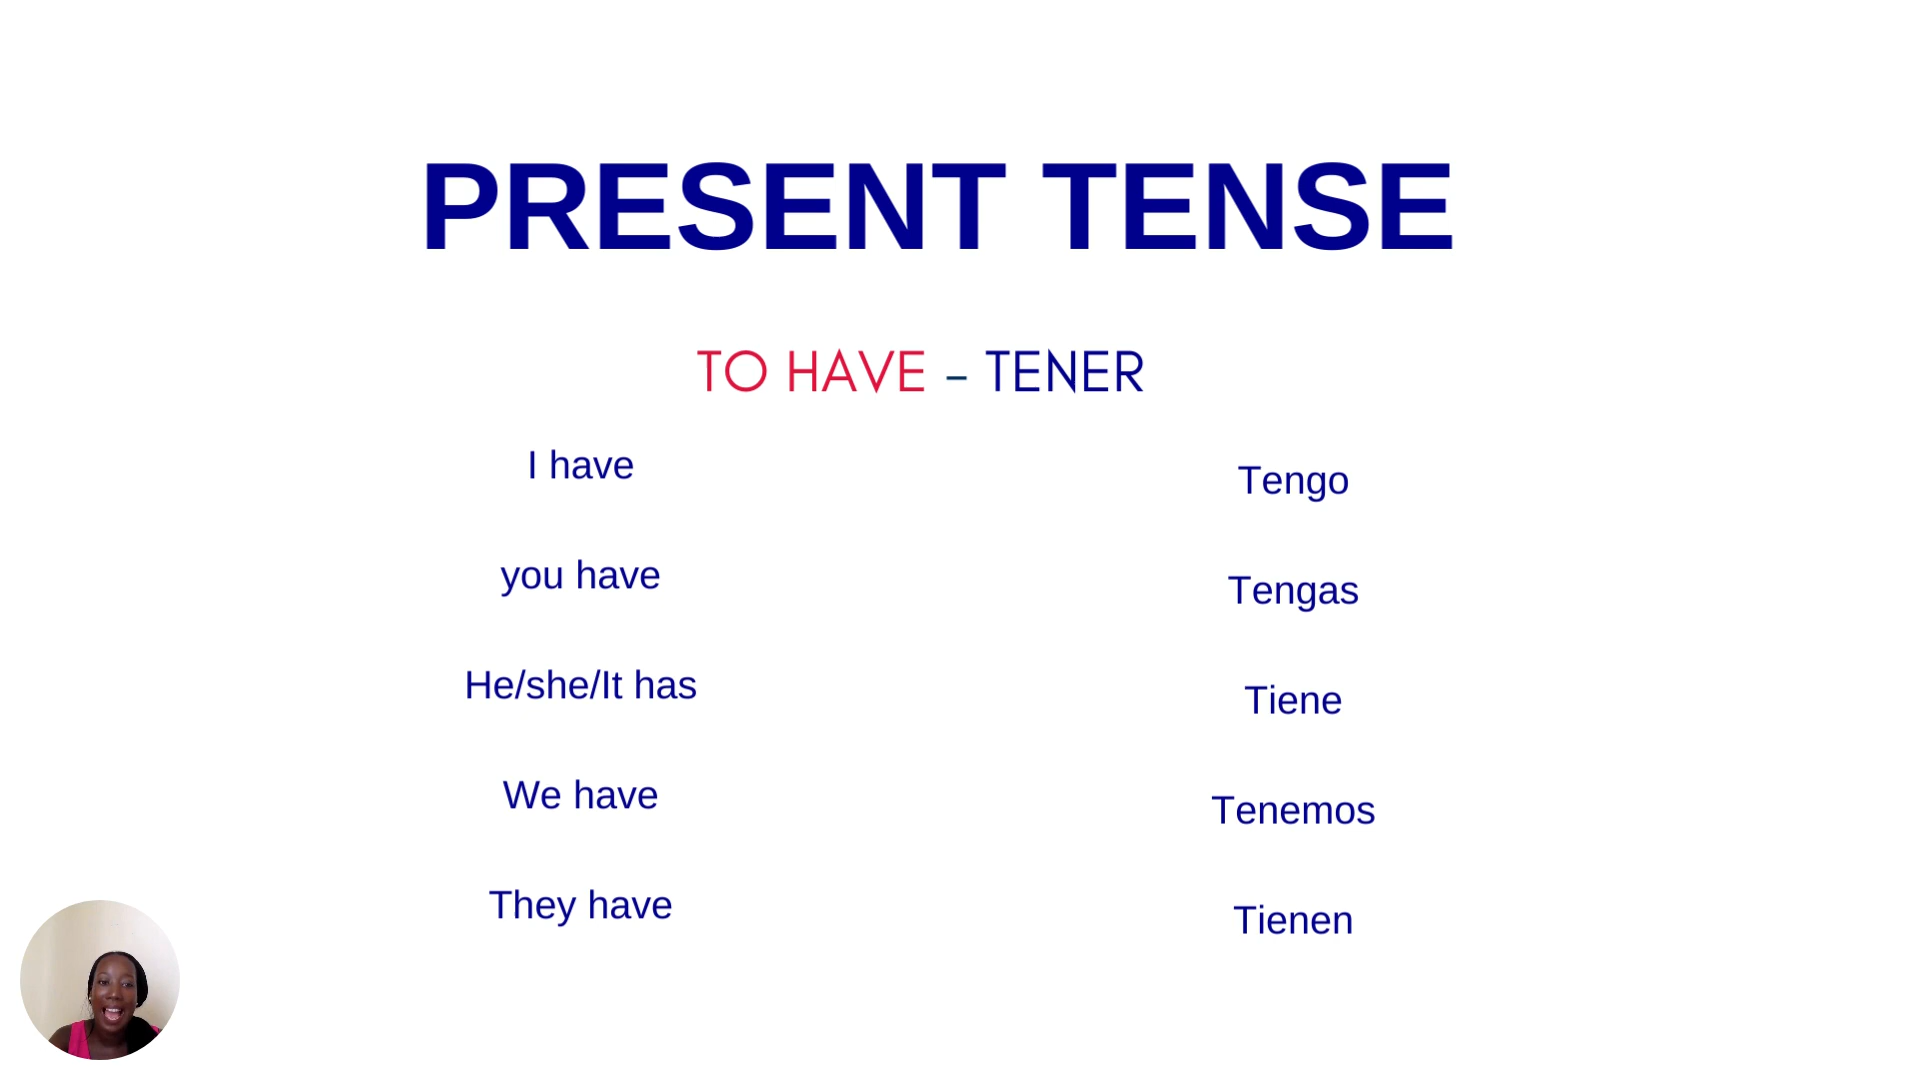 PRESENT TENSE
TO HAVE – TENER
I have
Tengo
you have
Tengas
He/she/It has
Tiene
We have
Tenemos
They have
Tienen